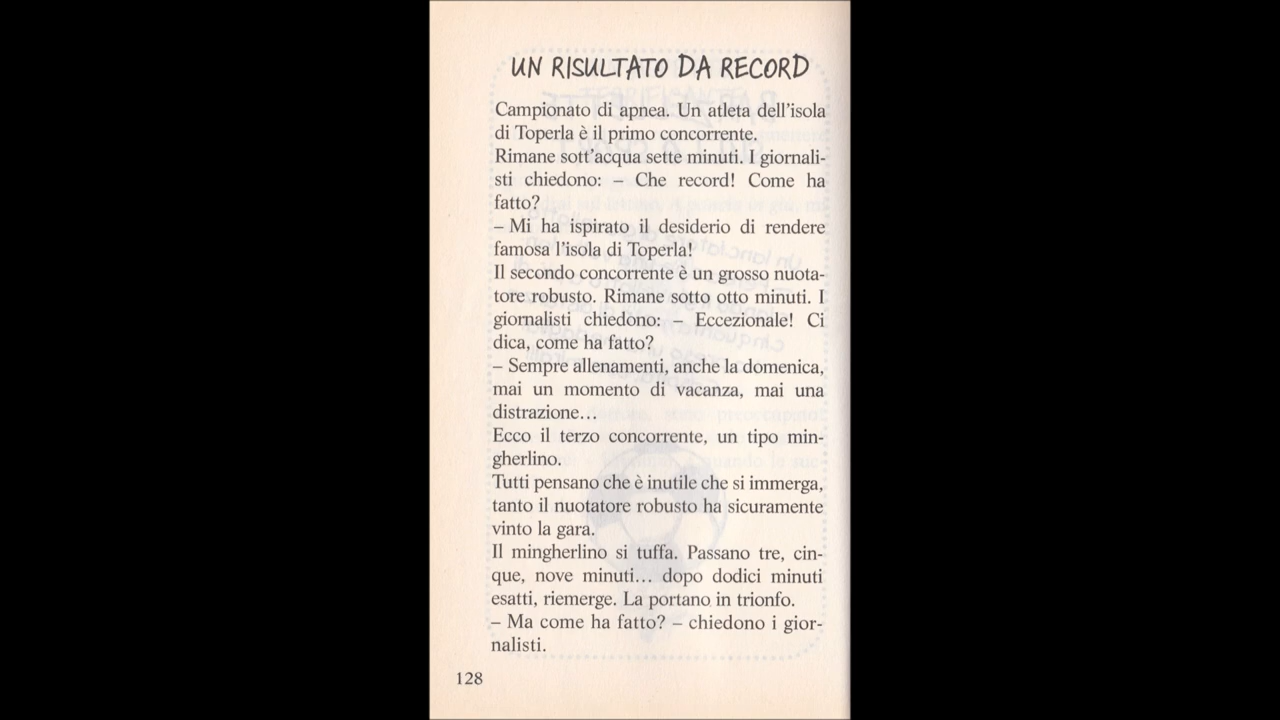 UN RISULTATO DA RECORD
Campionato di apnea. Un atleta dell'isola
di Toperla è il primo concorrente.
Rimane sott'acqua sette minuti. I giornali-
sti chiedono: – Che record! Come ha
fatto?
– Mi ha ispirato il desiderio di rendere
famosa l'isola di Toperla!
Il secondo concorrente è un grosso nuota-
tore robusto. Rimane sotto otto minuti. I
giornalisti chiedono: – Eccezionale! Ci
dica, come ha fatto?
– Sempre allenamenti, anche la domenica,
mai un momento di vacanza, mai una
distrazione…
Ecco il terzo concorrente, un tipo min-
gherlino.
Tutti pensano che è inutile che si immerga,
tanto il nuotatore robusto ha sicuramente
vinto la gara.
Il mingherlino si tuffa. Passano tre, cin-
que, nove minuti… dopo dodici minuti
esatti, riemerge. La portano in trionfo.
– Ma come ha fatto? – chiedono i gior-
nalisti.
128